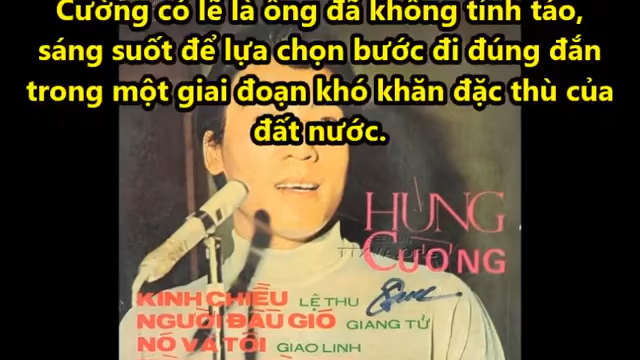 Cường có lẽ là ông đã không tỉnh táo,
sáng suốt để lựa chọn bước đi đúng đắn
trong một giai đoạn khó khăn đặc thù của
đất nước.
HÙNG
CƯỜNG
KINH CHIỀU LỆ THU
NGƯỜI ĐẦU GIÓ GIANG TỬ
NÓ VÀ TÔI GIAO LINH